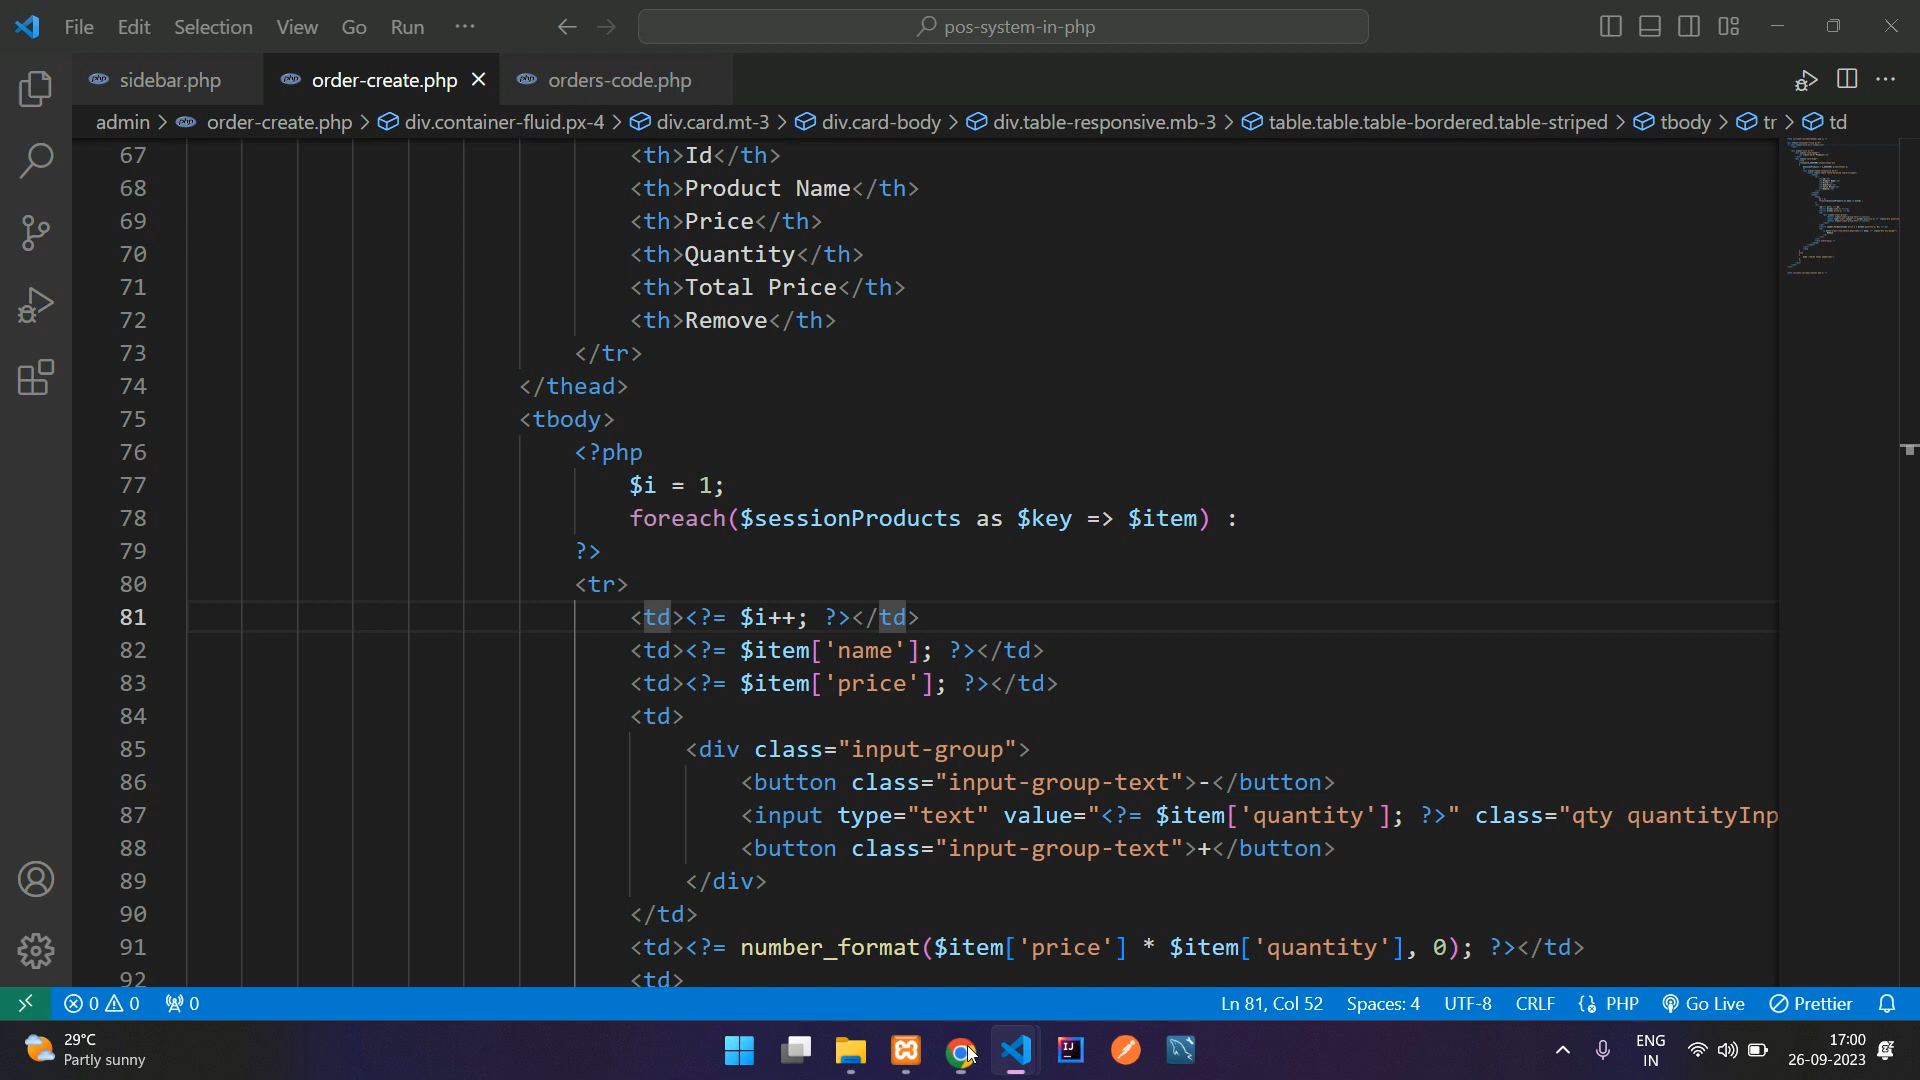 File Edit Selection View Go Run ··· pos-system-in-php
sidebar.php order-create.php orders-code.php
admin > order-create.php > div.container-fluid.px-4 > div.card.mt-3 > div.card-body > div.table-responsive.mb-3 > table.table.table-bordered.table-striped > tbody > tr > td
67 <th>Id</th>
68 <th>Product Name</th>
69 <th>Price</th>
70 <th>Quantity</th>
71 <th>Total Price</th>
72 <th>Remove</th>
73 </tr>
74 </thead>
75 <tbody>
76 <?php
77 $i = 1;
78 foreach($sessionProducts as $key => $item) :
79 ?>
80 <tr>
81 <td><?= $i++; ?></td>
82 <td><?= $item['name']; ?></td>
83 <td><?= $item['price']; ?></td>
84 <td>
85 <div class="input-group">
86 <button class="input-group-text">-</button>
87 <input type="text" value="<?= $item['quantity']; ?>" class="qty quantityInp
88 <button class="input-group-text">+</button>
89 </div>
90 </td>
91 <td><?= number_format($item['price'] * $item['quantity'], 0); ?></td>
92 <td>
0 0 0 Ln 81, Col 52 Spaces: 4 UTF-8 CRLF PHP Go Live Prettier
29°C
Partly sunny
ENG
IN
17:00
26-09-2023